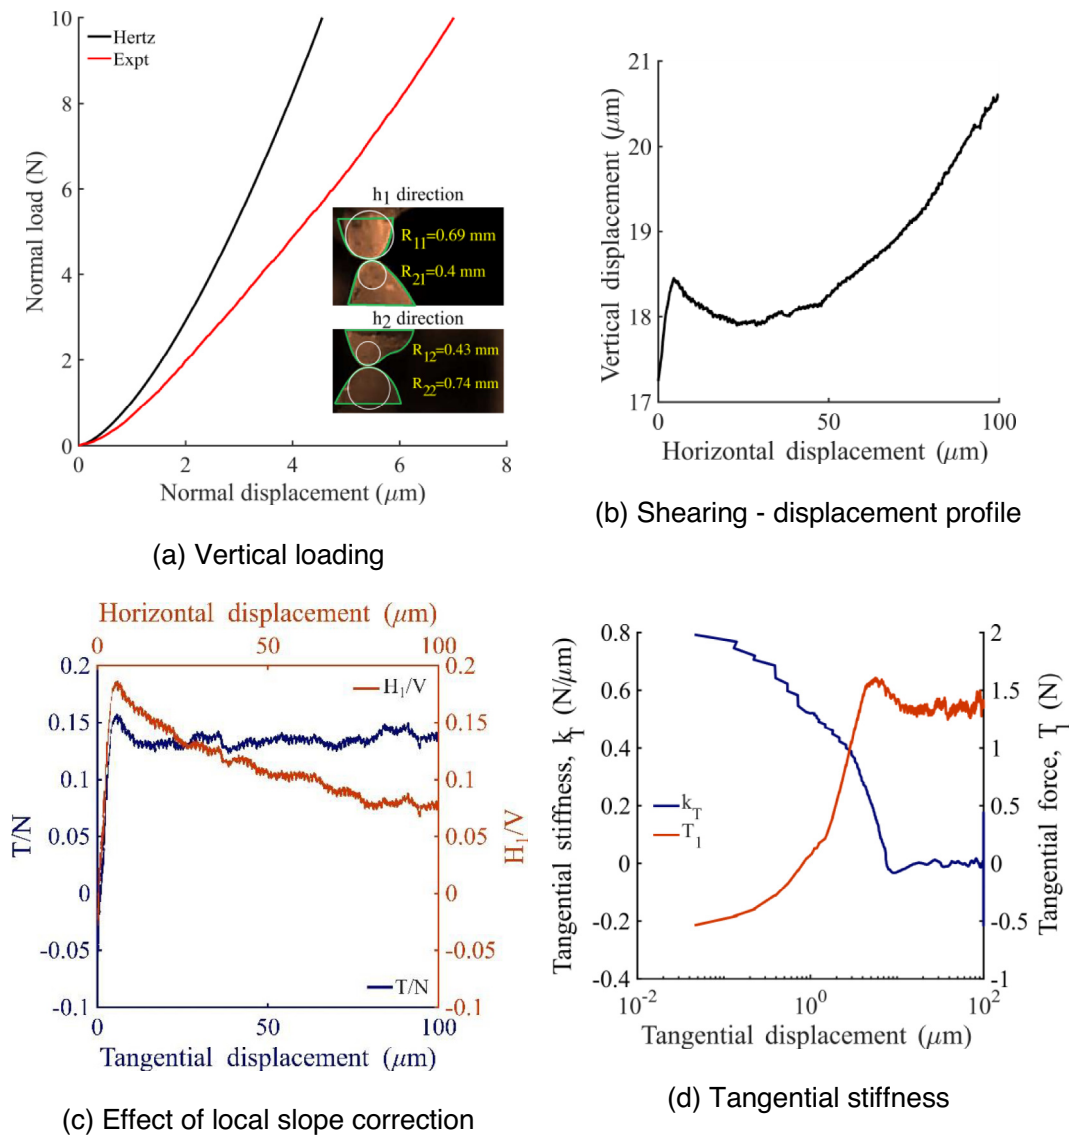 Hertz
Expt
10
8
6
4
2
0
0
2
4
6
8
Normal load (N)
Normal displacement (μm)
h1 direction
R11=0.69 mm
R21=0.4 mm
h2 direction
R12=0.43 mm
R22=0.74 mm
(a) Vertical loading
21
20
19
18
17
0
50
100
Vertical displacement (μm)
Horizontal displacement (μm)
(b) Shearing - displacement profile
Horizontal displacement (μm)
0
50
100
0.2
0.15
0.1
0.05
0
-0.05
-0.1
T/N
H1/V
T/N
0.2
0.15
0.1
0.05
0
-0.05
-0.1
H1/V
0
50
100
Tangential displacement (μm)
(c) Effect of local slope correction
0.8
0.6
0.4
0.2
0
-0.2
-0.4
Tangential stiffness, kT (N/μm)
kT
T1
2
1.5
1
0.5
0
-0.5
-1
Tangential force, T1 (N)
10-2
100
102
Tangential displacement (μm)
(d) Tangential stiffness